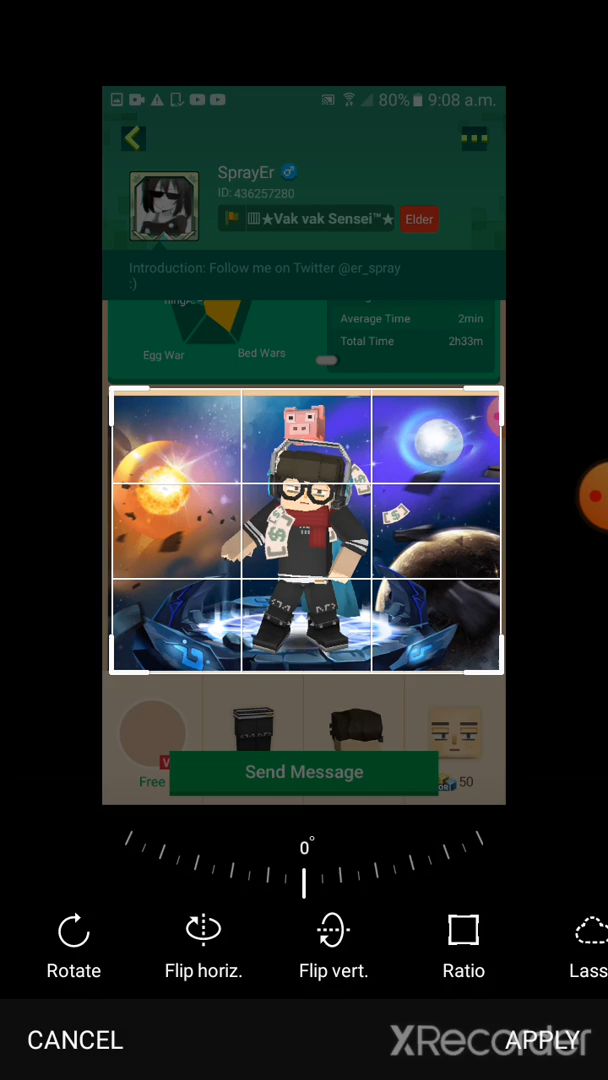 80% 9:08 a.m.
SprayEr
ID: 436257280
★Vak vak Sensei™★ Elder
Introduction: Follow me on Twitter @er_spray
:)
Average Time 2min
Total Time 2h33m
Egg War
Bed Wars
Free
50
Send Message
0°
Rotate
Flip horiz.
Flip vert.
Ratio
Lass
CANCEL
XRecorder
APPLY